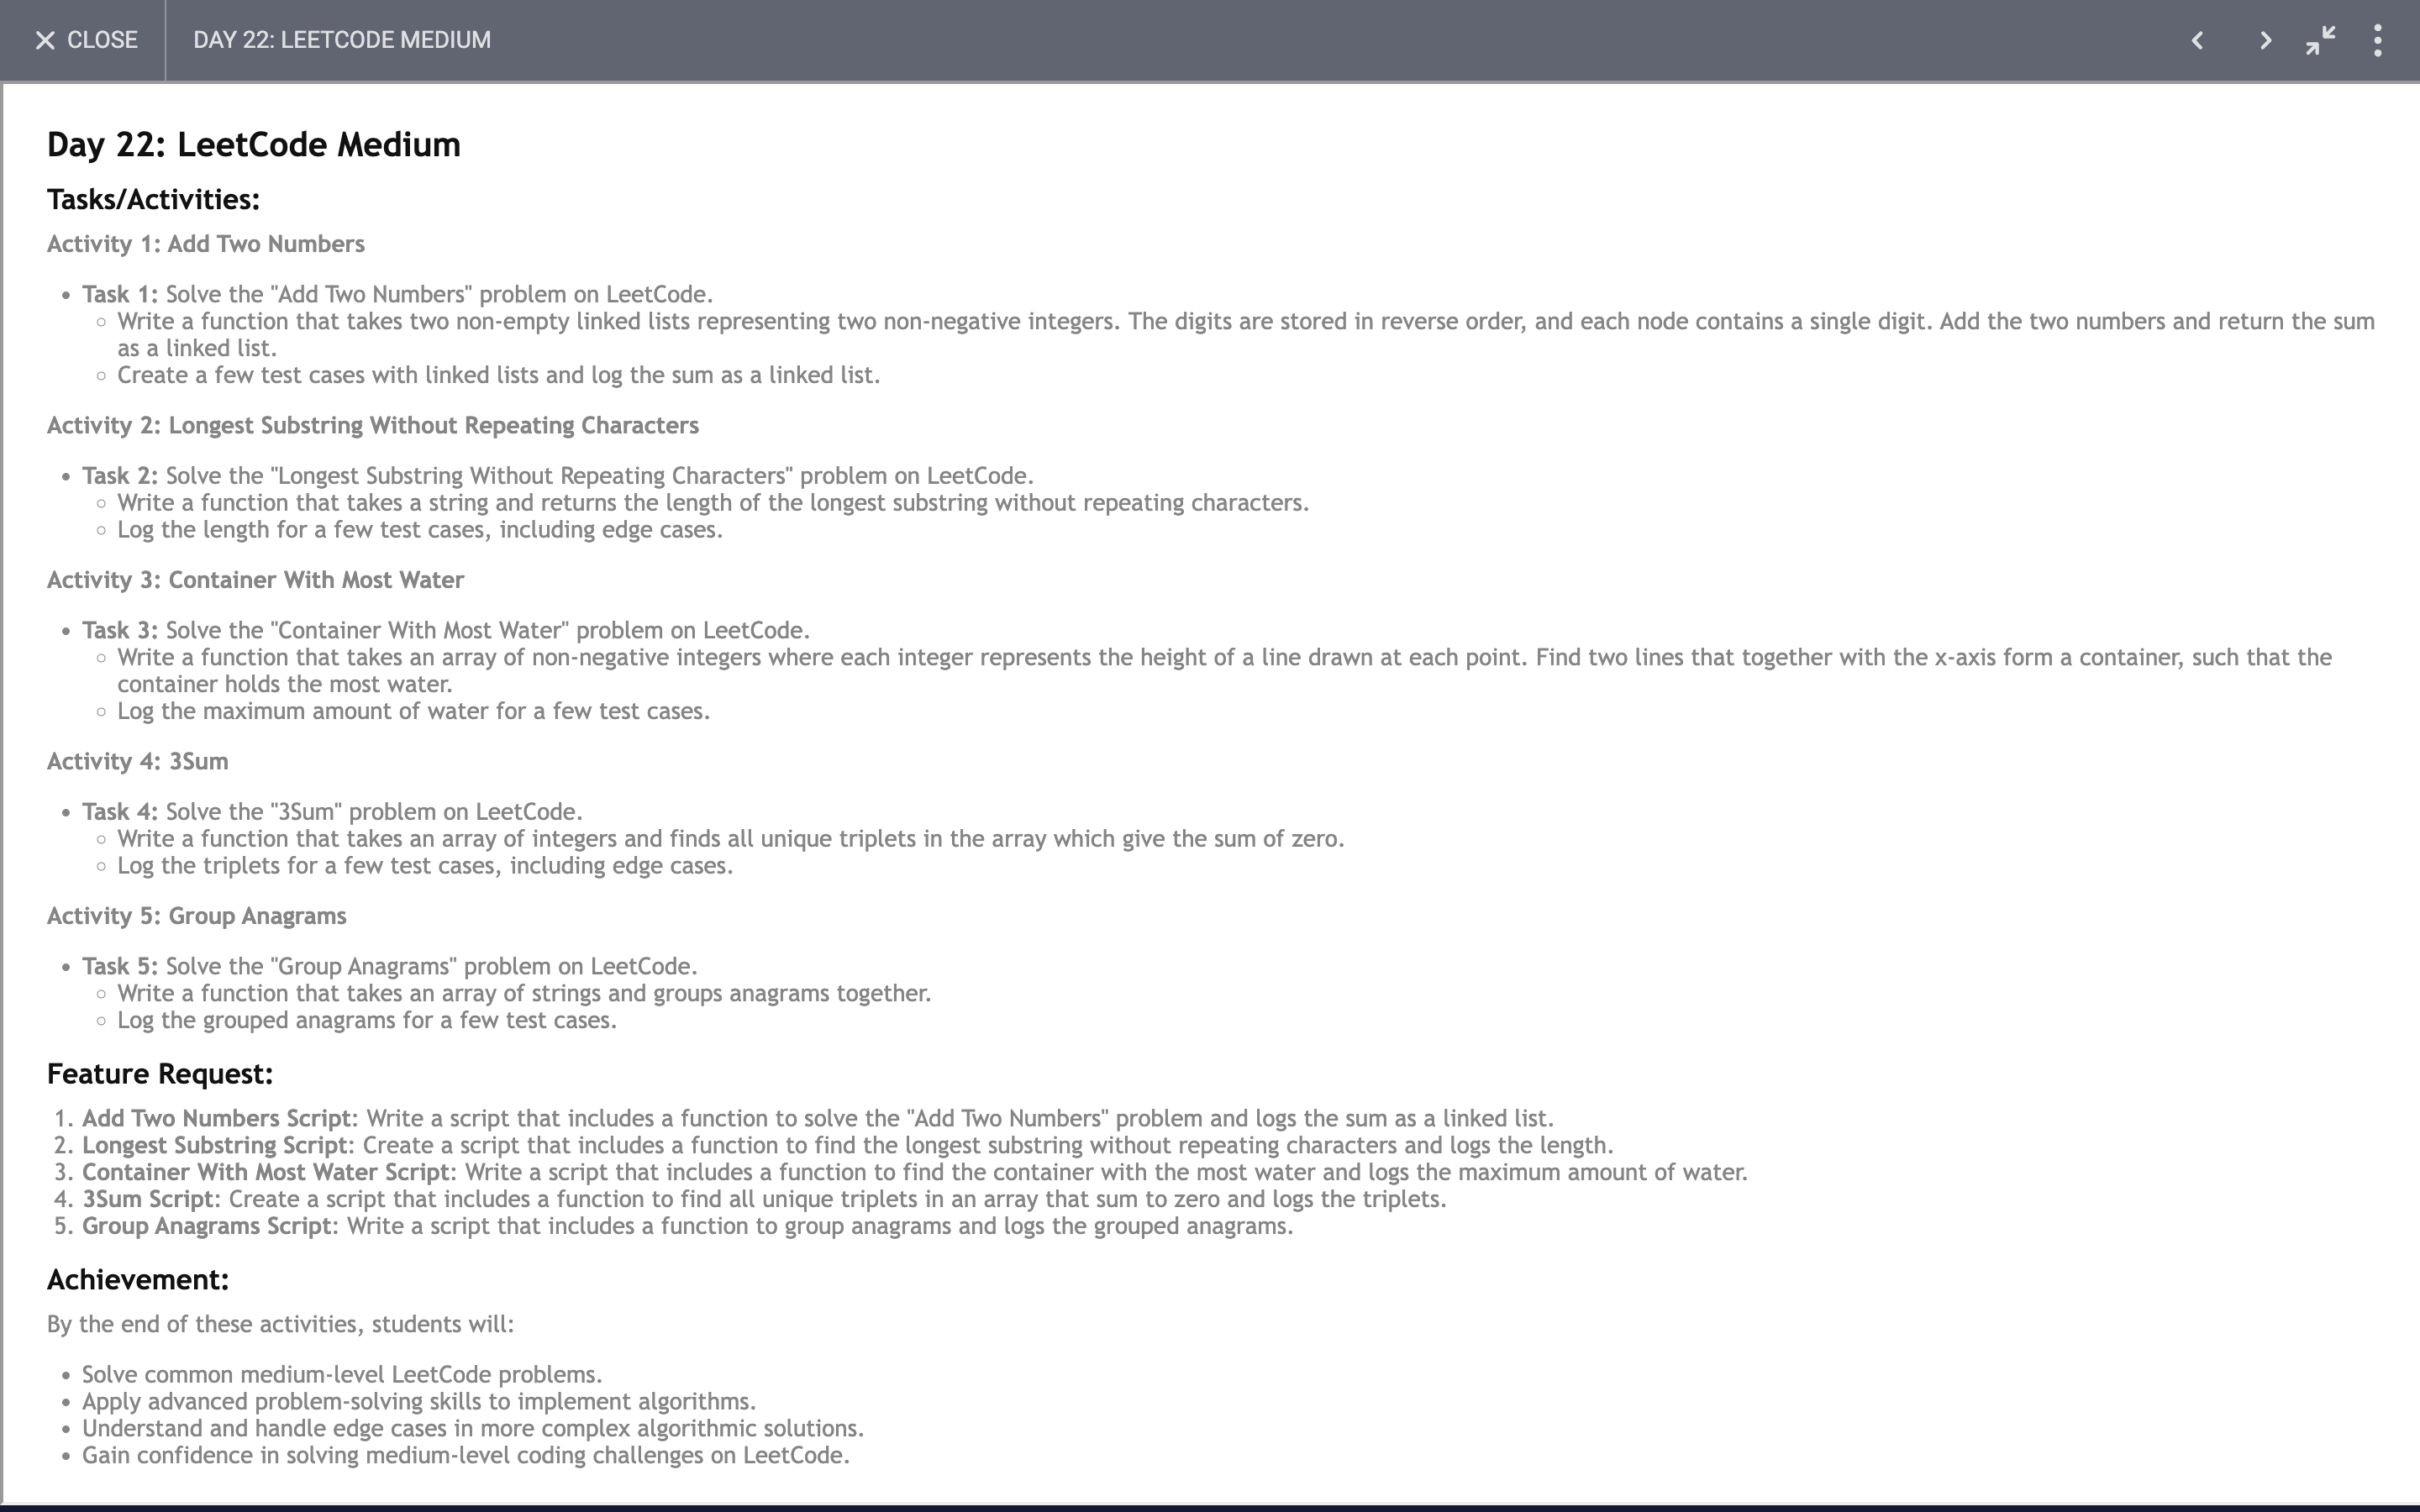 CLOSE
DAY 22: LEETCODE MEDIUM
Day 22: LeetCode Medium
Tasks/Activities:
Activity 1: Add Two Numbers
Task 1: Solve the "Add Two Numbers" problem on LeetCode.
Write a function that takes two non-empty linked lists representing two non-negative integers. The digits are stored in reverse order, and each node contains a single digit. Add the two numbers and return the sum
as a linked list.
Create a few test cases with linked lists and log the sum as a linked list.
Activity 2: Longest Substring Without Repeating Characters
Task 2: Solve the "Longest Substring Without Repeating Characters" problem on LeetCode.
Write a function that takes a string and returns the length of the longest substring without repeating characters.
Log the length for a few test cases, including edge cases.
Activity 3: Container With Most Water
Task 3: Solve the "Container With Most Water" problem on LeetCode.
Write a function that takes an array of non-negative integers where each integer represents the height of a line drawn at each point. Find two lines that together with the x-axis form a container, such that the
container holds the most water.
Log the maximum amount of water for a few test cases.
Activity 4: 3Sum
Task 4: Solve the "3Sum" problem on LeetCode.
Write a function that takes an array of integers and finds all unique triplets in the array which give the sum of zero.
Log the triplets for a few test cases, including edge cases.
Activity 5: Group Anagrams
Task 5: Solve the "Group Anagrams" problem on LeetCode.
Write a function that takes an array of strings and groups anagrams together.
Log the grouped anagrams for a few test cases.
Feature Request:
1. Add Two Numbers Script: Write a script that includes a function to solve the "Add Two Numbers" problem and logs the sum as a linked list.
2. Longest Substring Script: Create a script that includes a function to find the longest substring without repeating characters and logs the length.
3. Container With Most Water Script: Write a script that includes a function to find the container with the most water and logs the maximum amount of water.
4. 3Sum Script: Create a script that includes a function to find all unique triplets in an array that sum to zero and logs the triplets.
5. Group Anagrams Script: Write a script that includes a function to group anagrams and logs the grouped anagrams.
Achievement:
By the end of these activities, students will:
Solve common medium-level LeetCode problems.
Apply advanced problem-solving skills to implement algorithms.
Understand and handle edge cases in more complex algorithmic solutions.
Gain confidence in solving medium-level coding challenges on LeetCode.